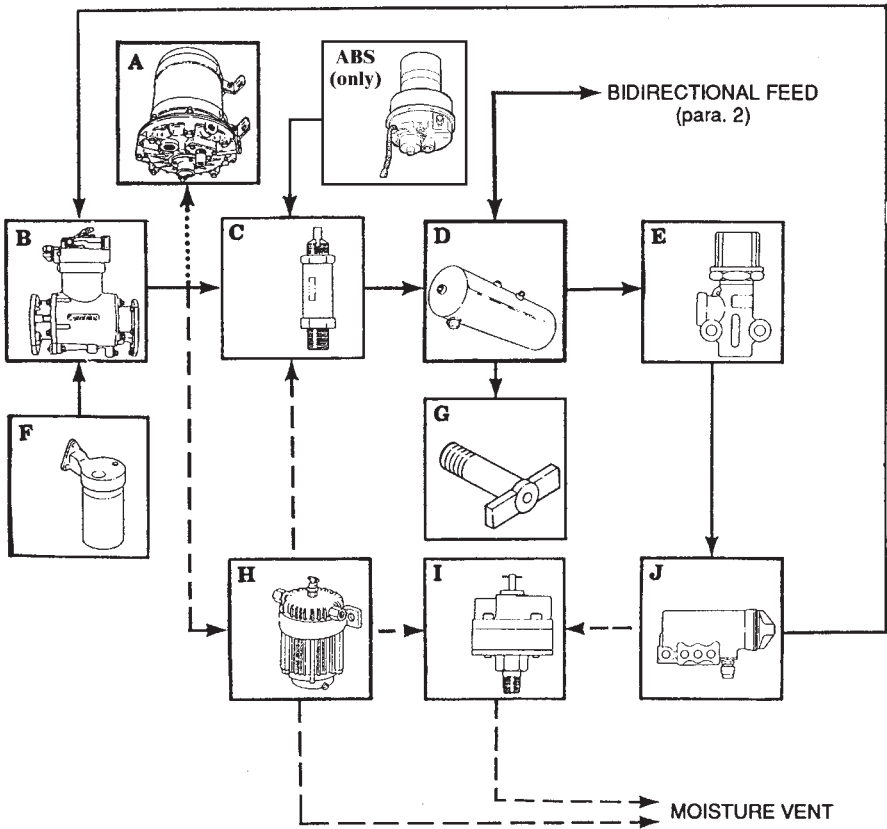 A
ABS
(only)
BIDIRECTIONAL FEED
(para. 2)
B
C
D
E
F
G
H
I
J
MOISTURE VENT